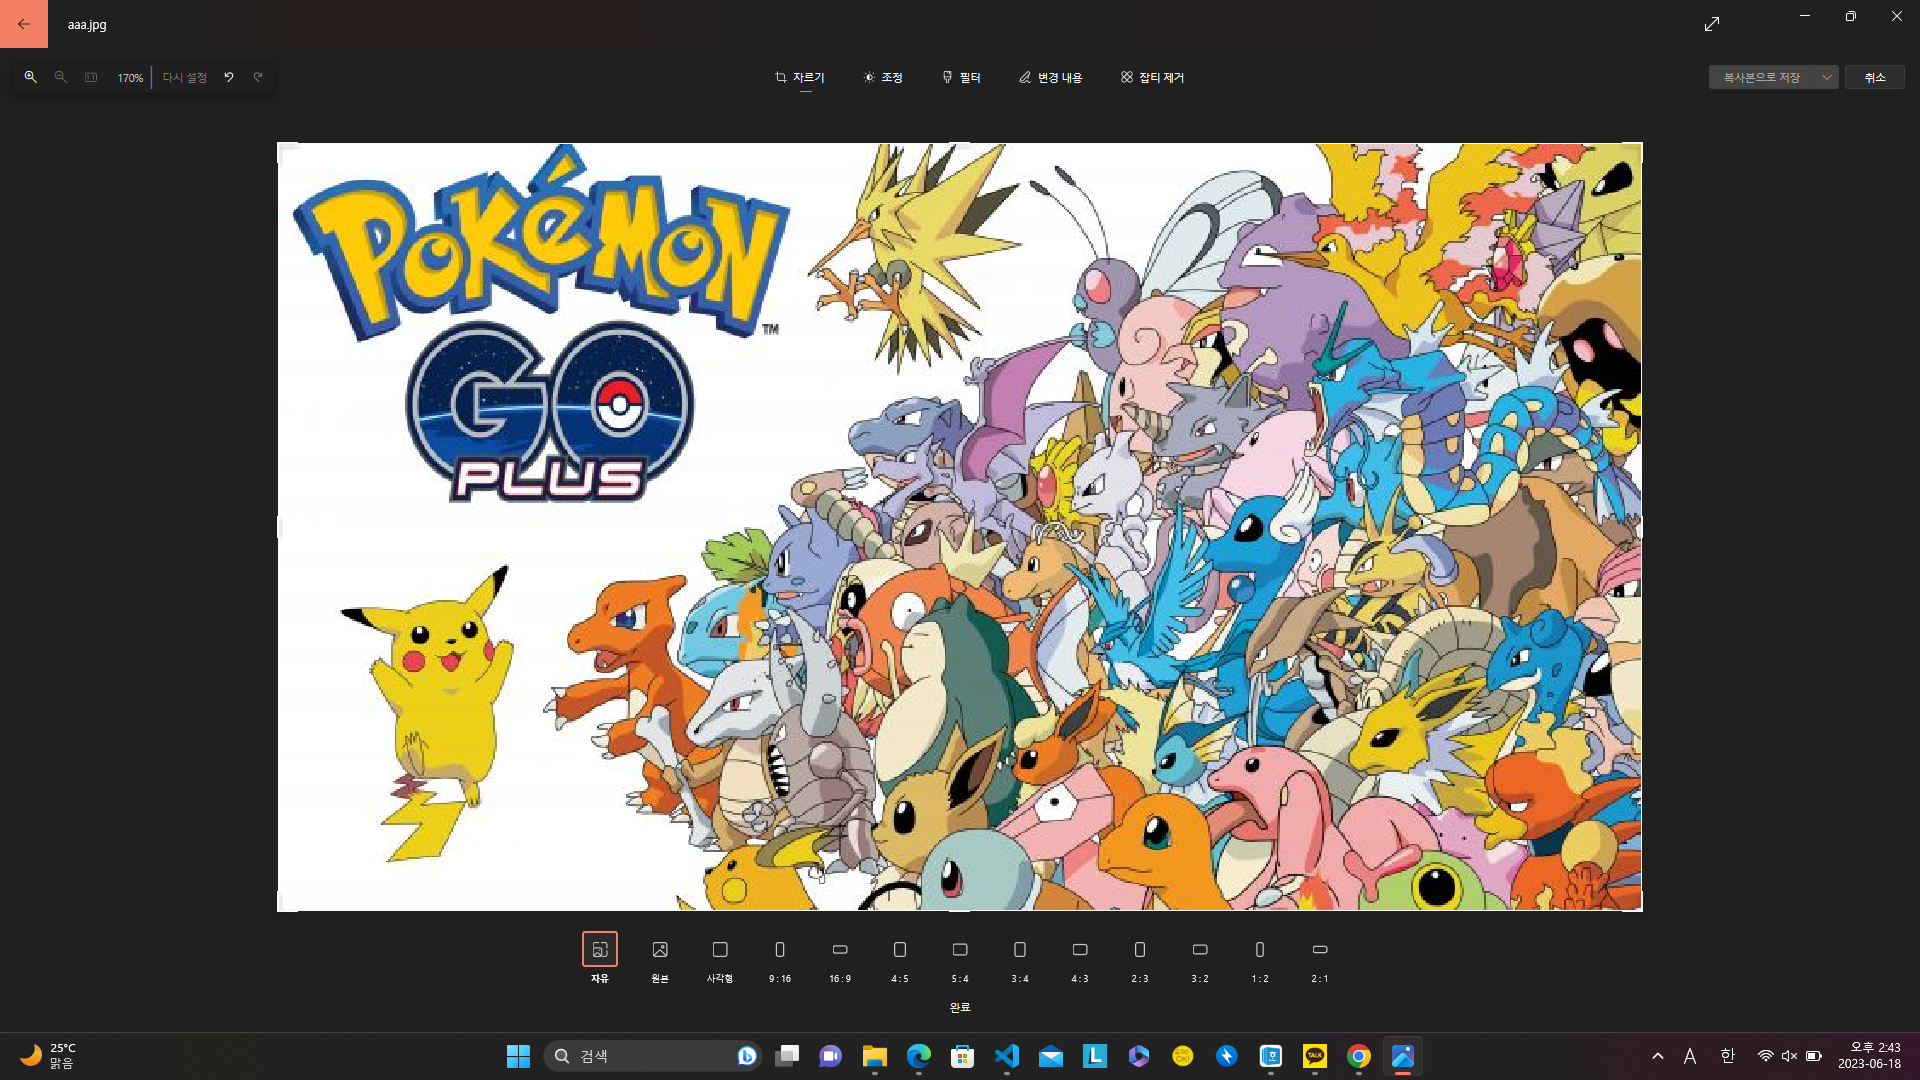 aaa.jpg
170%
다시 설정
자르기
조정
필터
변경 내용
잡티 제거
복사본으로 저장
취소
POKéMON
TM
GO
PLUS
자유
원본
사각형
9:16
16:9
4:5
5:4
3:4
4:3
2:3
3:2
1:2
2:1
완료
25°C
맑음
검색
L
TALK
A
한
오후 2:43
2023-06-18